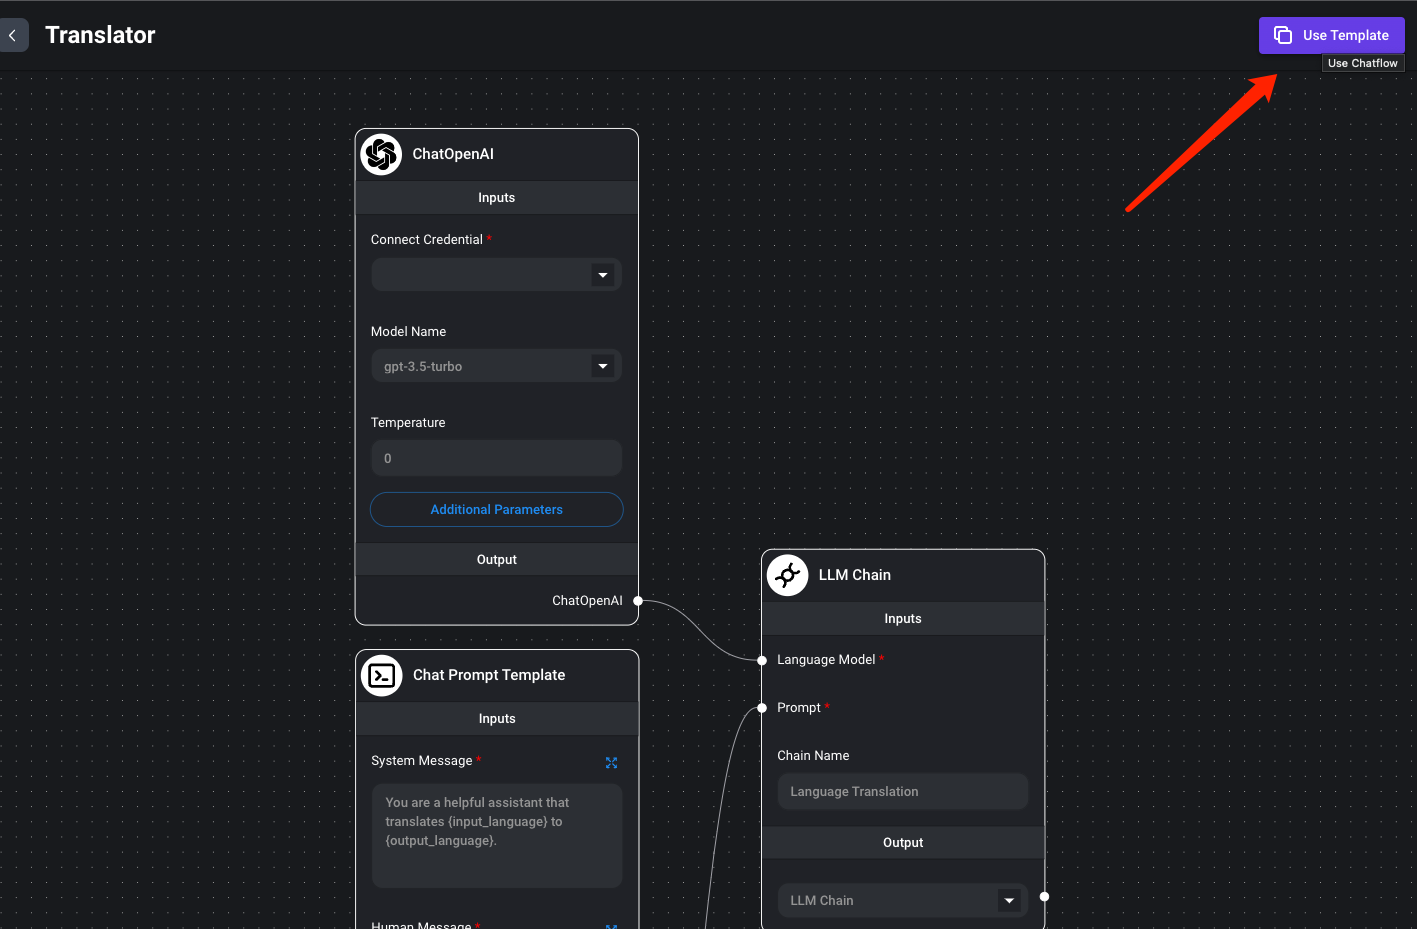 Translator
Use Template
Use Chatflow
ChatOpenAI
Inputs
Connect Credential *
Model Name
gpt-3.5-turbo
Temperature
0
Additional Parameters
Output
ChatOpenAI
Chat Prompt Template
Inputs
System Message *
You are a helpful assistant that
translates {input_language} to
{output_language}.
Human Message *
LLM Chain
Inputs
Language Model *
Prompt *
Chain Name
Language Translation
Output
LLM Chain